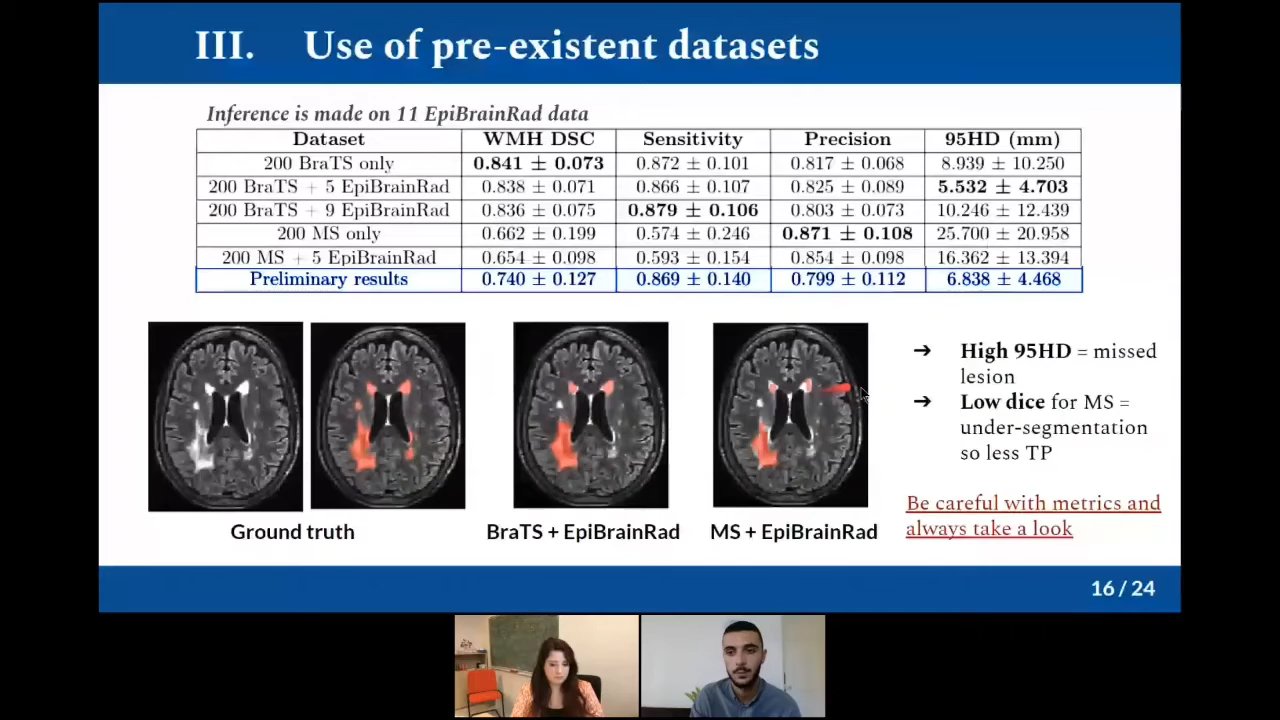 III. Use of pre-existent datasets
Inference is made on 11 EpiBrainRad data
Dataset WMH DSC Sensitivity Precision 95HD (mm)
200 BraTS only 0.841 ± 0.073 0.872 ± 0.101 0.817 ± 0.068 8.939 ± 10.250
200 BraTS + 5 EpiBrainRad 0.838 ± 0.071 0.866 ± 0.107 0.825 ± 0.089 5.532 ± 4.703
200 BraTS + 9 EpiBrainRad 0.836 ± 0.075 0.879 ± 0.106 0.803 ± 0.073 10.246 ± 12.439
200 MS only 0.662 ± 0.199 0.574 ± 0.246 0.871 ± 0.108 25.700 ± 20.958
200 MS + 5 EpiBrainRad 0.654 ± 0.098 0.593 ± 0.154 0.854 ± 0.098 16.362 ± 13.394
Preliminary results 0.740 ± 0.127 0.869 ± 0.140 0.799 ± 0.112 6.838 ± 4.468
Ground truth
BraTS + EpiBrainRad
MS + EpiBrainRad
➔ High 95HD = missed
lesion
➔ Low dice for MS =
under-segmentation
so less TP
Be careful with metrics and
always take a look
16 / 24